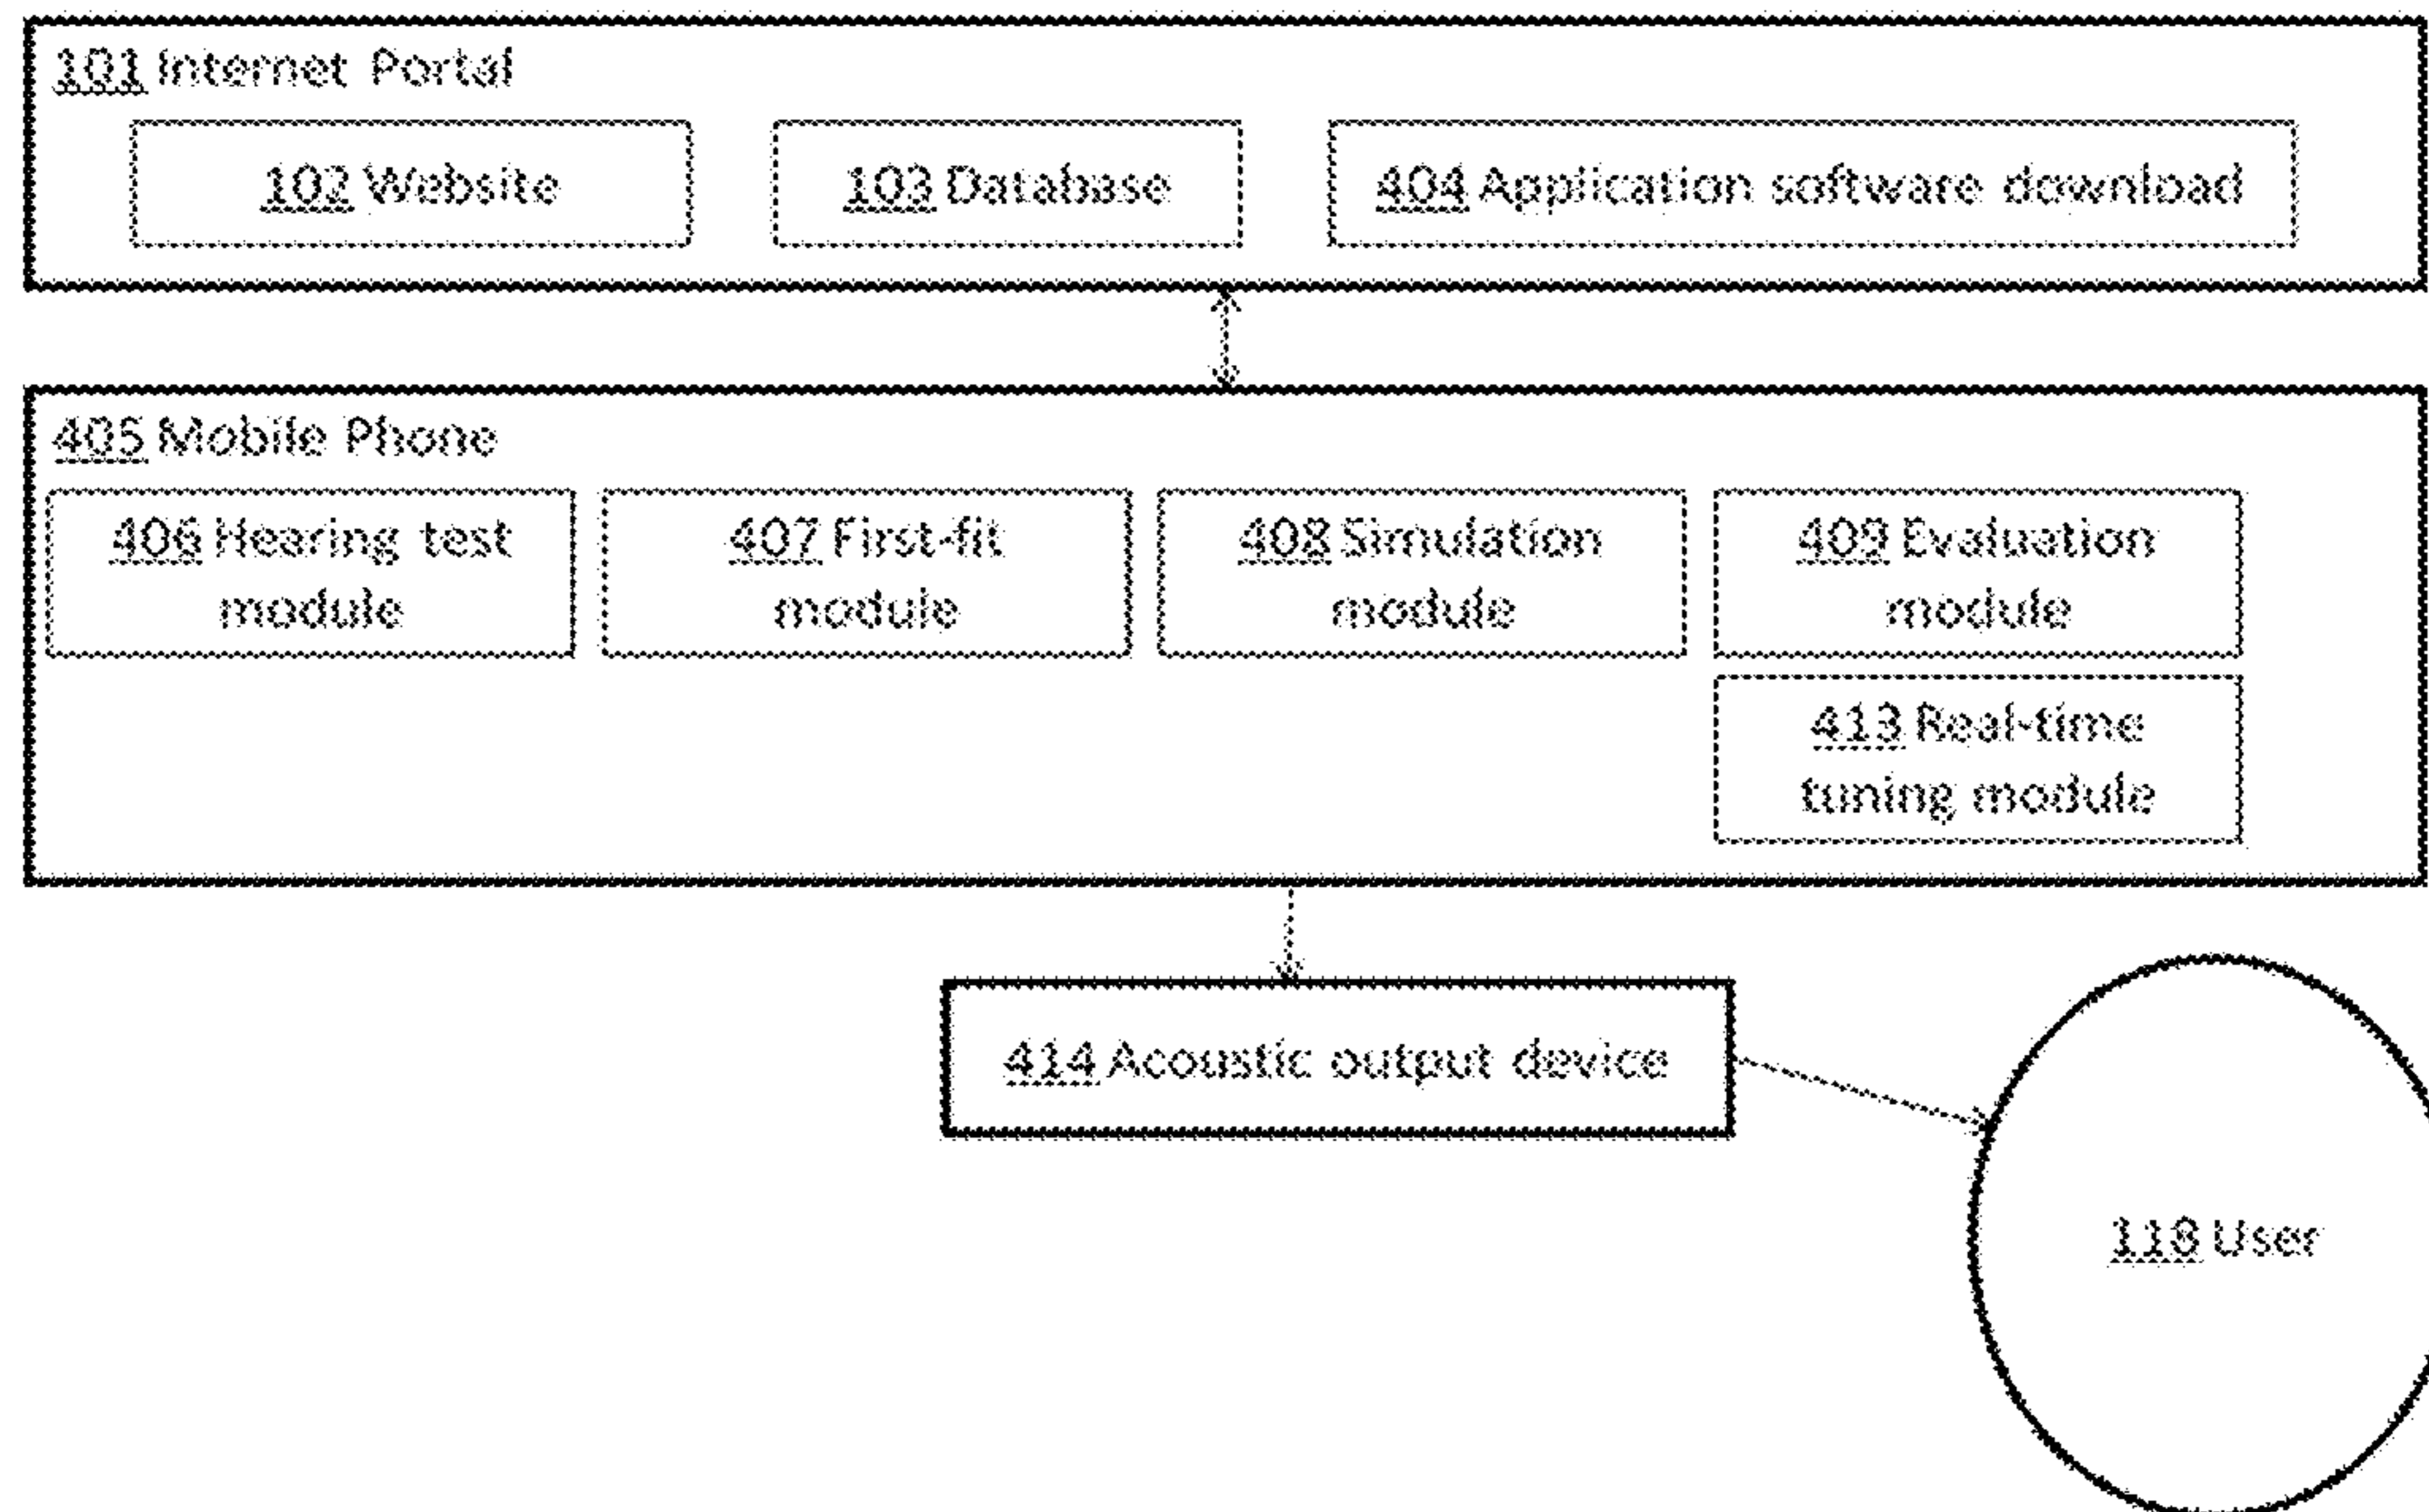 101 Internet Portal
102 Website
103 Database
404 Application software download
405 Mobile Phone
406 Hearing test
module
407 First-fit
module
408 Simulation
module
409 Evaluation
module
413 Real-time
tuning module
414 Acoustic output device
118 User